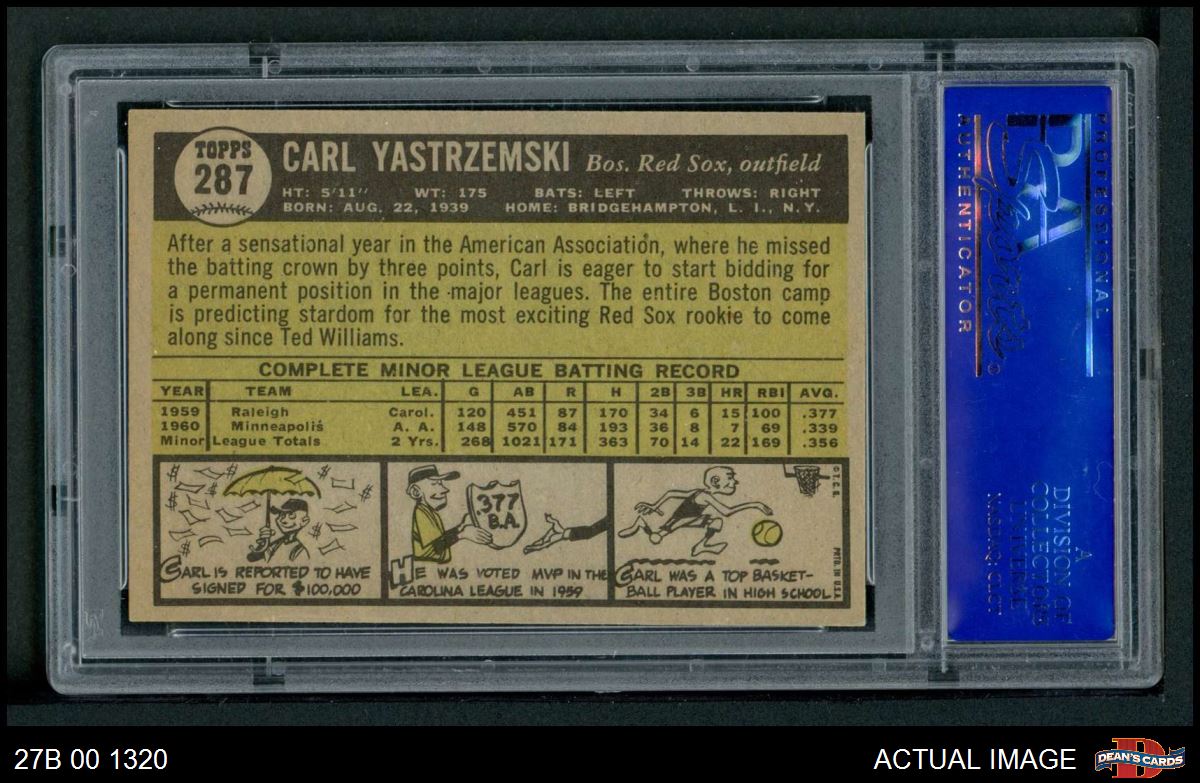 TOPPS
287
CARL YASTRZEMSKI Bos. Red Sox, outfield
HT: 5'11" WT: 175 BATS: LEFT THROWS: RIGHT
BORN: AUG. 22, 1939 HOME: BRIDGEHAMPTON, L. I., N.Y.
After a sensational year in the American Association, where he missed
the batting crown by three points, Carl is eager to start bidding for
a permanent position in the major leagues. The entire Boston camp
is predicting stardom for the most exciting Red Sox rookie to come
along since Ted Williams.
COMPLETE MINOR LEAGUE BATTING RECORD
YEAR TEAM LEA. G AB R H 2B 3B HR RBI AVG.
1959 Raleigh Carol. 120 451 87 170 34 6 15 100 .377
1960 Minneapolis A. A. 148 570 84 193 36 8 7 69 .339
Minor League Totals 2 Yrs. 268 1021 171 363 70 14 22 169 .356
CARL IS REPORTED TO HAVE
SIGNED FOR $100,000
.377
B.A.
HE WAS VOTED MVP IN THE
CAROLINA LEAGUE IN 1959
CARL WAS A TOP BASKET-
BALL PLAYER IN HIGH SCHOOL
© T.C.G.
PRTD. IN U.S.A.
PROFESSIONAL
PSA
AUTHENTICATOR
A
DIVISION OF
COLLECTORS
UNIVERSE
NASDAQ: CLCT
27B 00 1320
ACTUAL IMAGE
DEAN'S CARDS